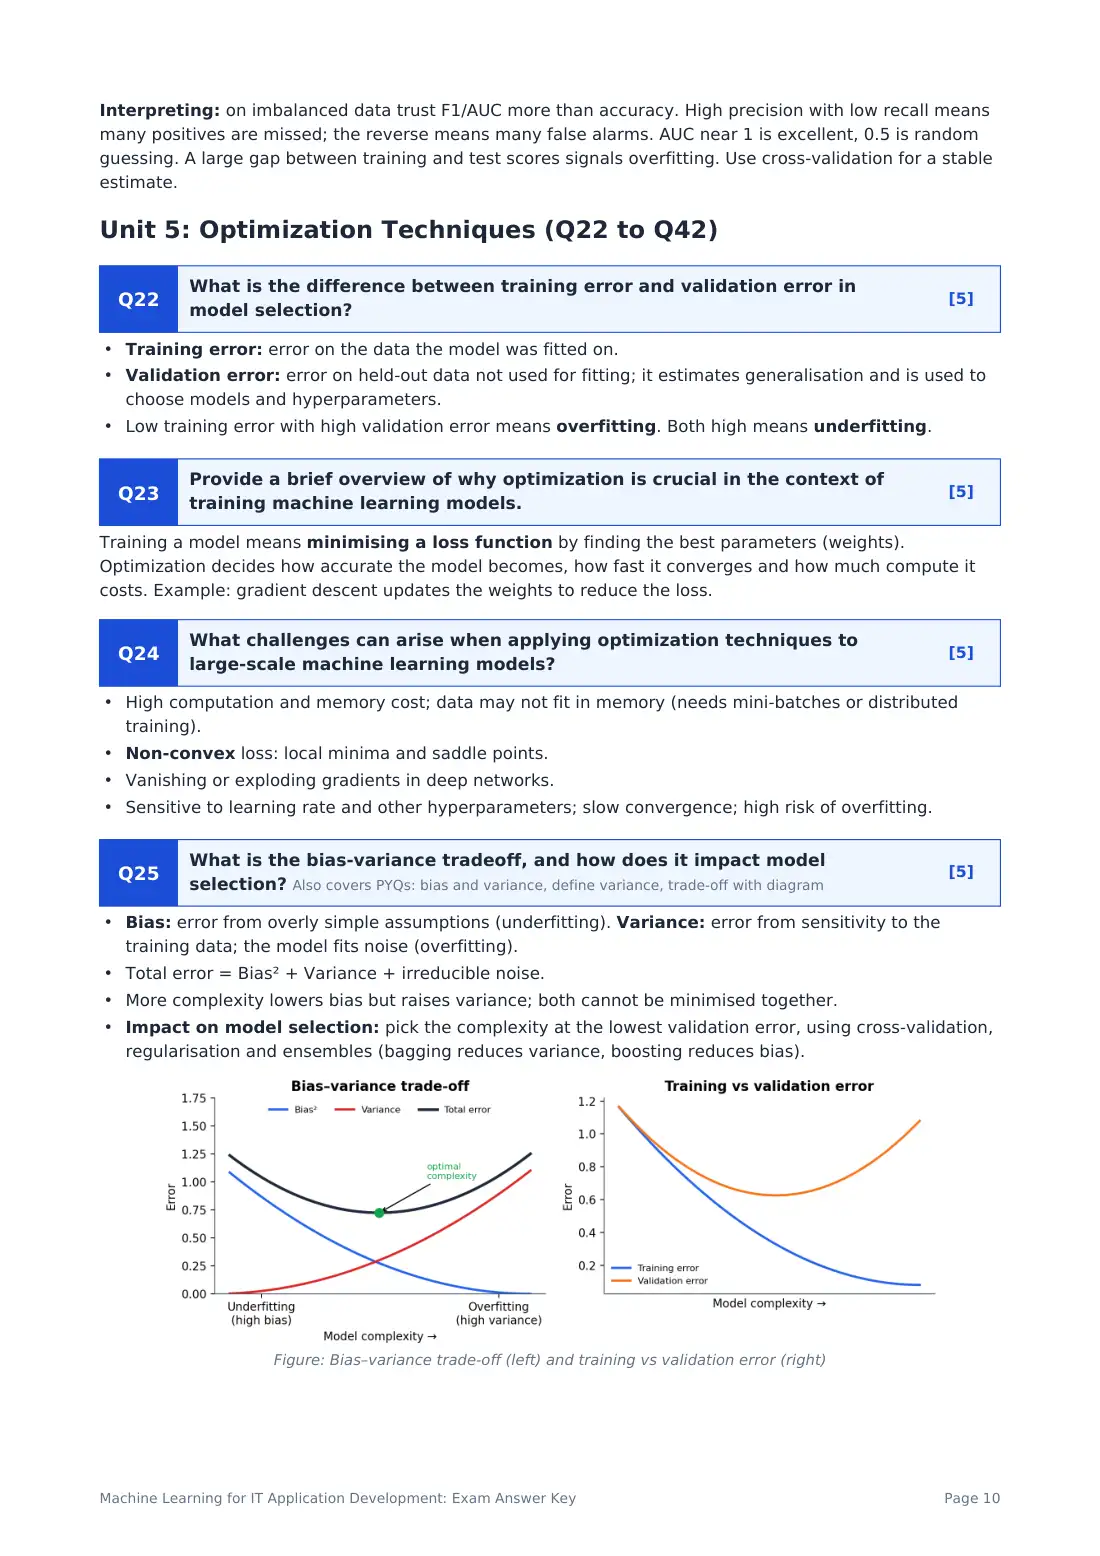 Interpreting: on imbalanced data trust F1/AUC more than accuracy. High precision with low recall means
many positives are missed; the reverse means many false alarms. AUC near 1 is excellent, 0.5 is random
guessing. A large gap between training and test scores signals overfitting. Use cross-validation for a stable
estimate.
Unit 5: Optimization Techniques (Q22 to Q42)
Q22
What is the difference between training error and validation error in
model selection?
[5]
• Training error: error on the data the model was fitted on.
• Validation error: error on held-out data not used for fitting; it estimates generalisation and is used to
choose models and hyperparameters.
• Low training error with high validation error means overfitting. Both high means underfitting.
Q23
Provide a brief overview of why optimization is crucial in the context of
training machine learning models.
[5]
Training a model means minimising a loss function by finding the best parameters (weights).
Optimization decides how accurate the model becomes, how fast it converges and how much compute it
costs. Example: gradient descent updates the weights to reduce the loss.
Q24
What challenges can arise when applying optimization techniques to
large-scale machine learning models?
[5]
• High computation and memory cost; data may not fit in memory (needs mini-batches or distributed
training).
• Non-convex loss: local minima and saddle points.
• Vanishing or exploding gradients in deep networks.
• Sensitive to learning rate and other hyperparameters; slow convergence; high risk of overfitting.
Q25
What is the bias-variance tradeoff, and how does it impact model
selection? Also covers PYQs: bias and variance, define variance, trade-off with diagram
[5]
• Bias: error from overly simple assumptions (underfitting). Variance: error from sensitivity to the
training data; the model fits noise (overfitting).
• Total error = Bias² + Variance + irreducible noise.
• More complexity lowers bias but raises variance; both cannot be minimised together.
• Impact on model selection: pick the complexity at the lowest validation error, using cross-validation,
regularisation and ensembles (bagging reduces variance, boosting reduces bias).
Bias–variance trade-off
Bias²
Variance
Total error
1.75
1.50
1.25
1.00
0.75
0.50
0.25
0.00
Error
optimal
complexity
Underfitting
(high bias)
Overfitting
(high variance)
Model complexity →
Training vs validation error
1.2
1.0
0.8
0.6
0.4
0.2
Error
Training error
Validation error
Model complexity →
Figure: Bias–variance trade-off (left) and training vs validation error (right)
Machine Learning for IT Application Development: Exam Answer Key
Page 10